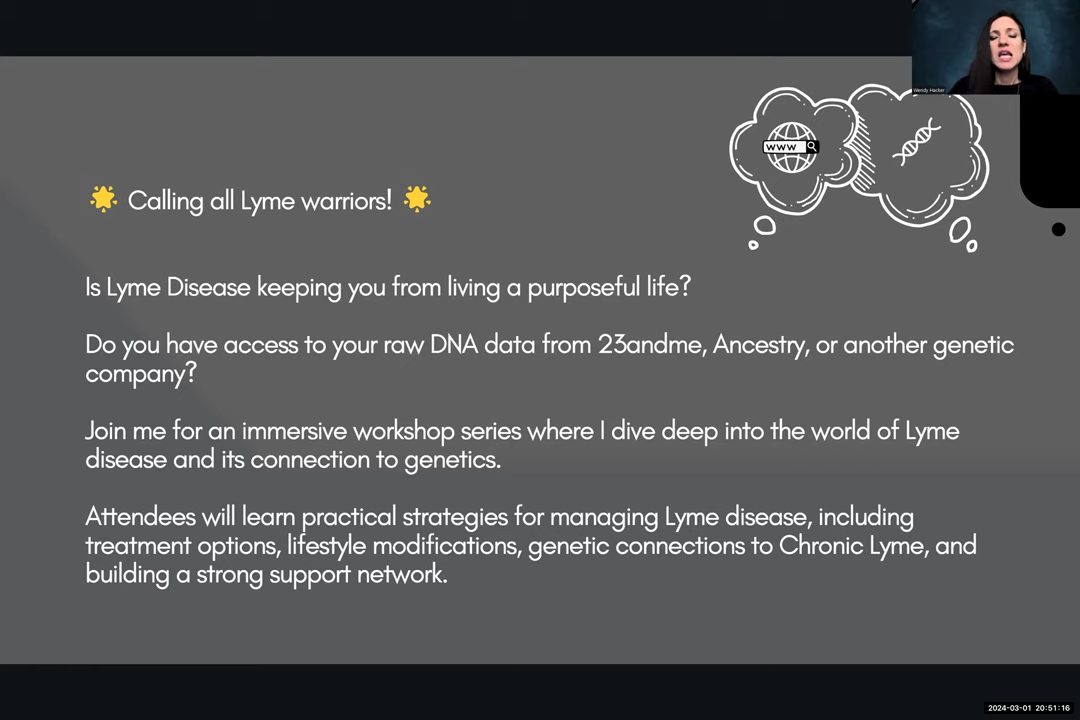 Wendy Hacker
www
🌟 Calling all Lyme warriors! 🌟
Is Lyme Disease keeping you from living a purposeful life?
Do you have access to your raw DNA data from 23andme, Ancestry, or another genetic
company?
Join me for an immersive workshop series where I dive deep into the world of Lyme
disease and its connection to genetics.
Attendees will learn practical strategies for managing Lyme disease, including
treatment options, lifestyle modifications, genetic connections to Chronic Lyme, and
building a strong support network.
2024-03-01 20:51:16